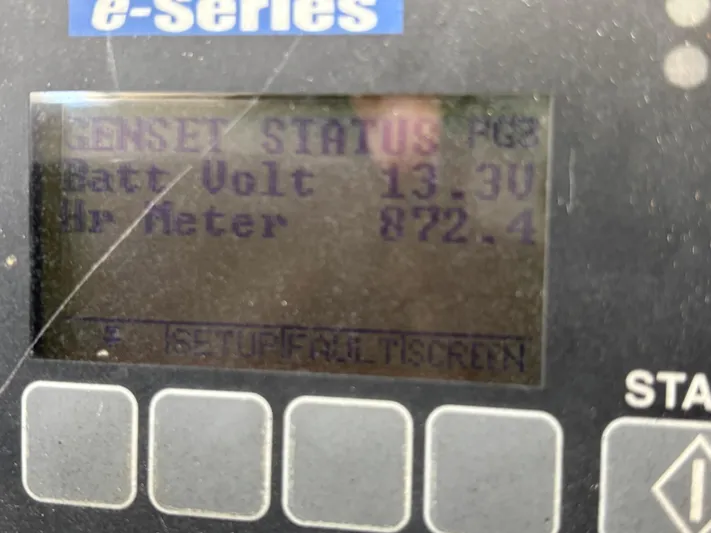 e-Series
GENSET STATUS PG2
Batt Volt 13.3V
Hr Meter 872.4
SETUP FAULT SCREEN
STA